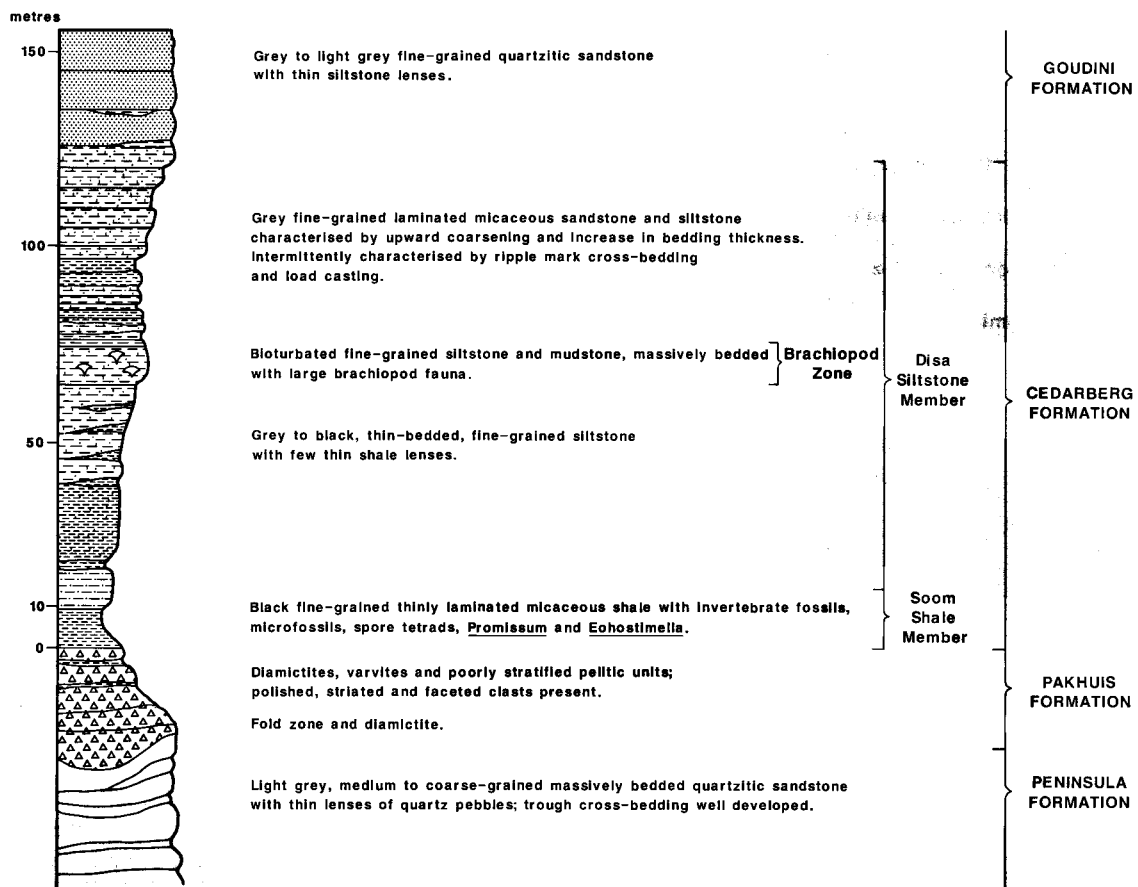 metres
150
100
50
10
0
Grey to light grey fine-grained quartzitic sandstone
with thin siltstone lenses.
Grey fine-grained laminated micaceous sandstone and siltstone
characterised by upward coarsening and increase in bedding thickness.
Intermittently characterised by ripple mark cross-bedding
and load casting.
Bioturbated fine-grained siltstone and mudstone, massively bedded
with large brachiopod fauna.
Brachiopod
Zone
Grey to black, thin-bedded, fine-grained siltstone
with few thin shale lenses.
Black fine-grained thinly laminated micaceous shale with invertebrate fossils,
microfossils, spore tetrads, Promissum and Eohostimella.
Diamictites, varvites and poorly stratified pelitic units;
polished, striated and faceted clasts present.
Fold zone and diamictite.
Light grey, medium to coarse-grained massively bedded quartzitic sandstone
with thin lenses of quartz pebbles; trough cross-bedding well developed.
Disa
Siltstone
Member
Soom
Shale
Member
GOUDINI
FORMATION
CEDARBERG
FORMATION
PAKHUIS
FORMATION
PENINSULA
FORMATION